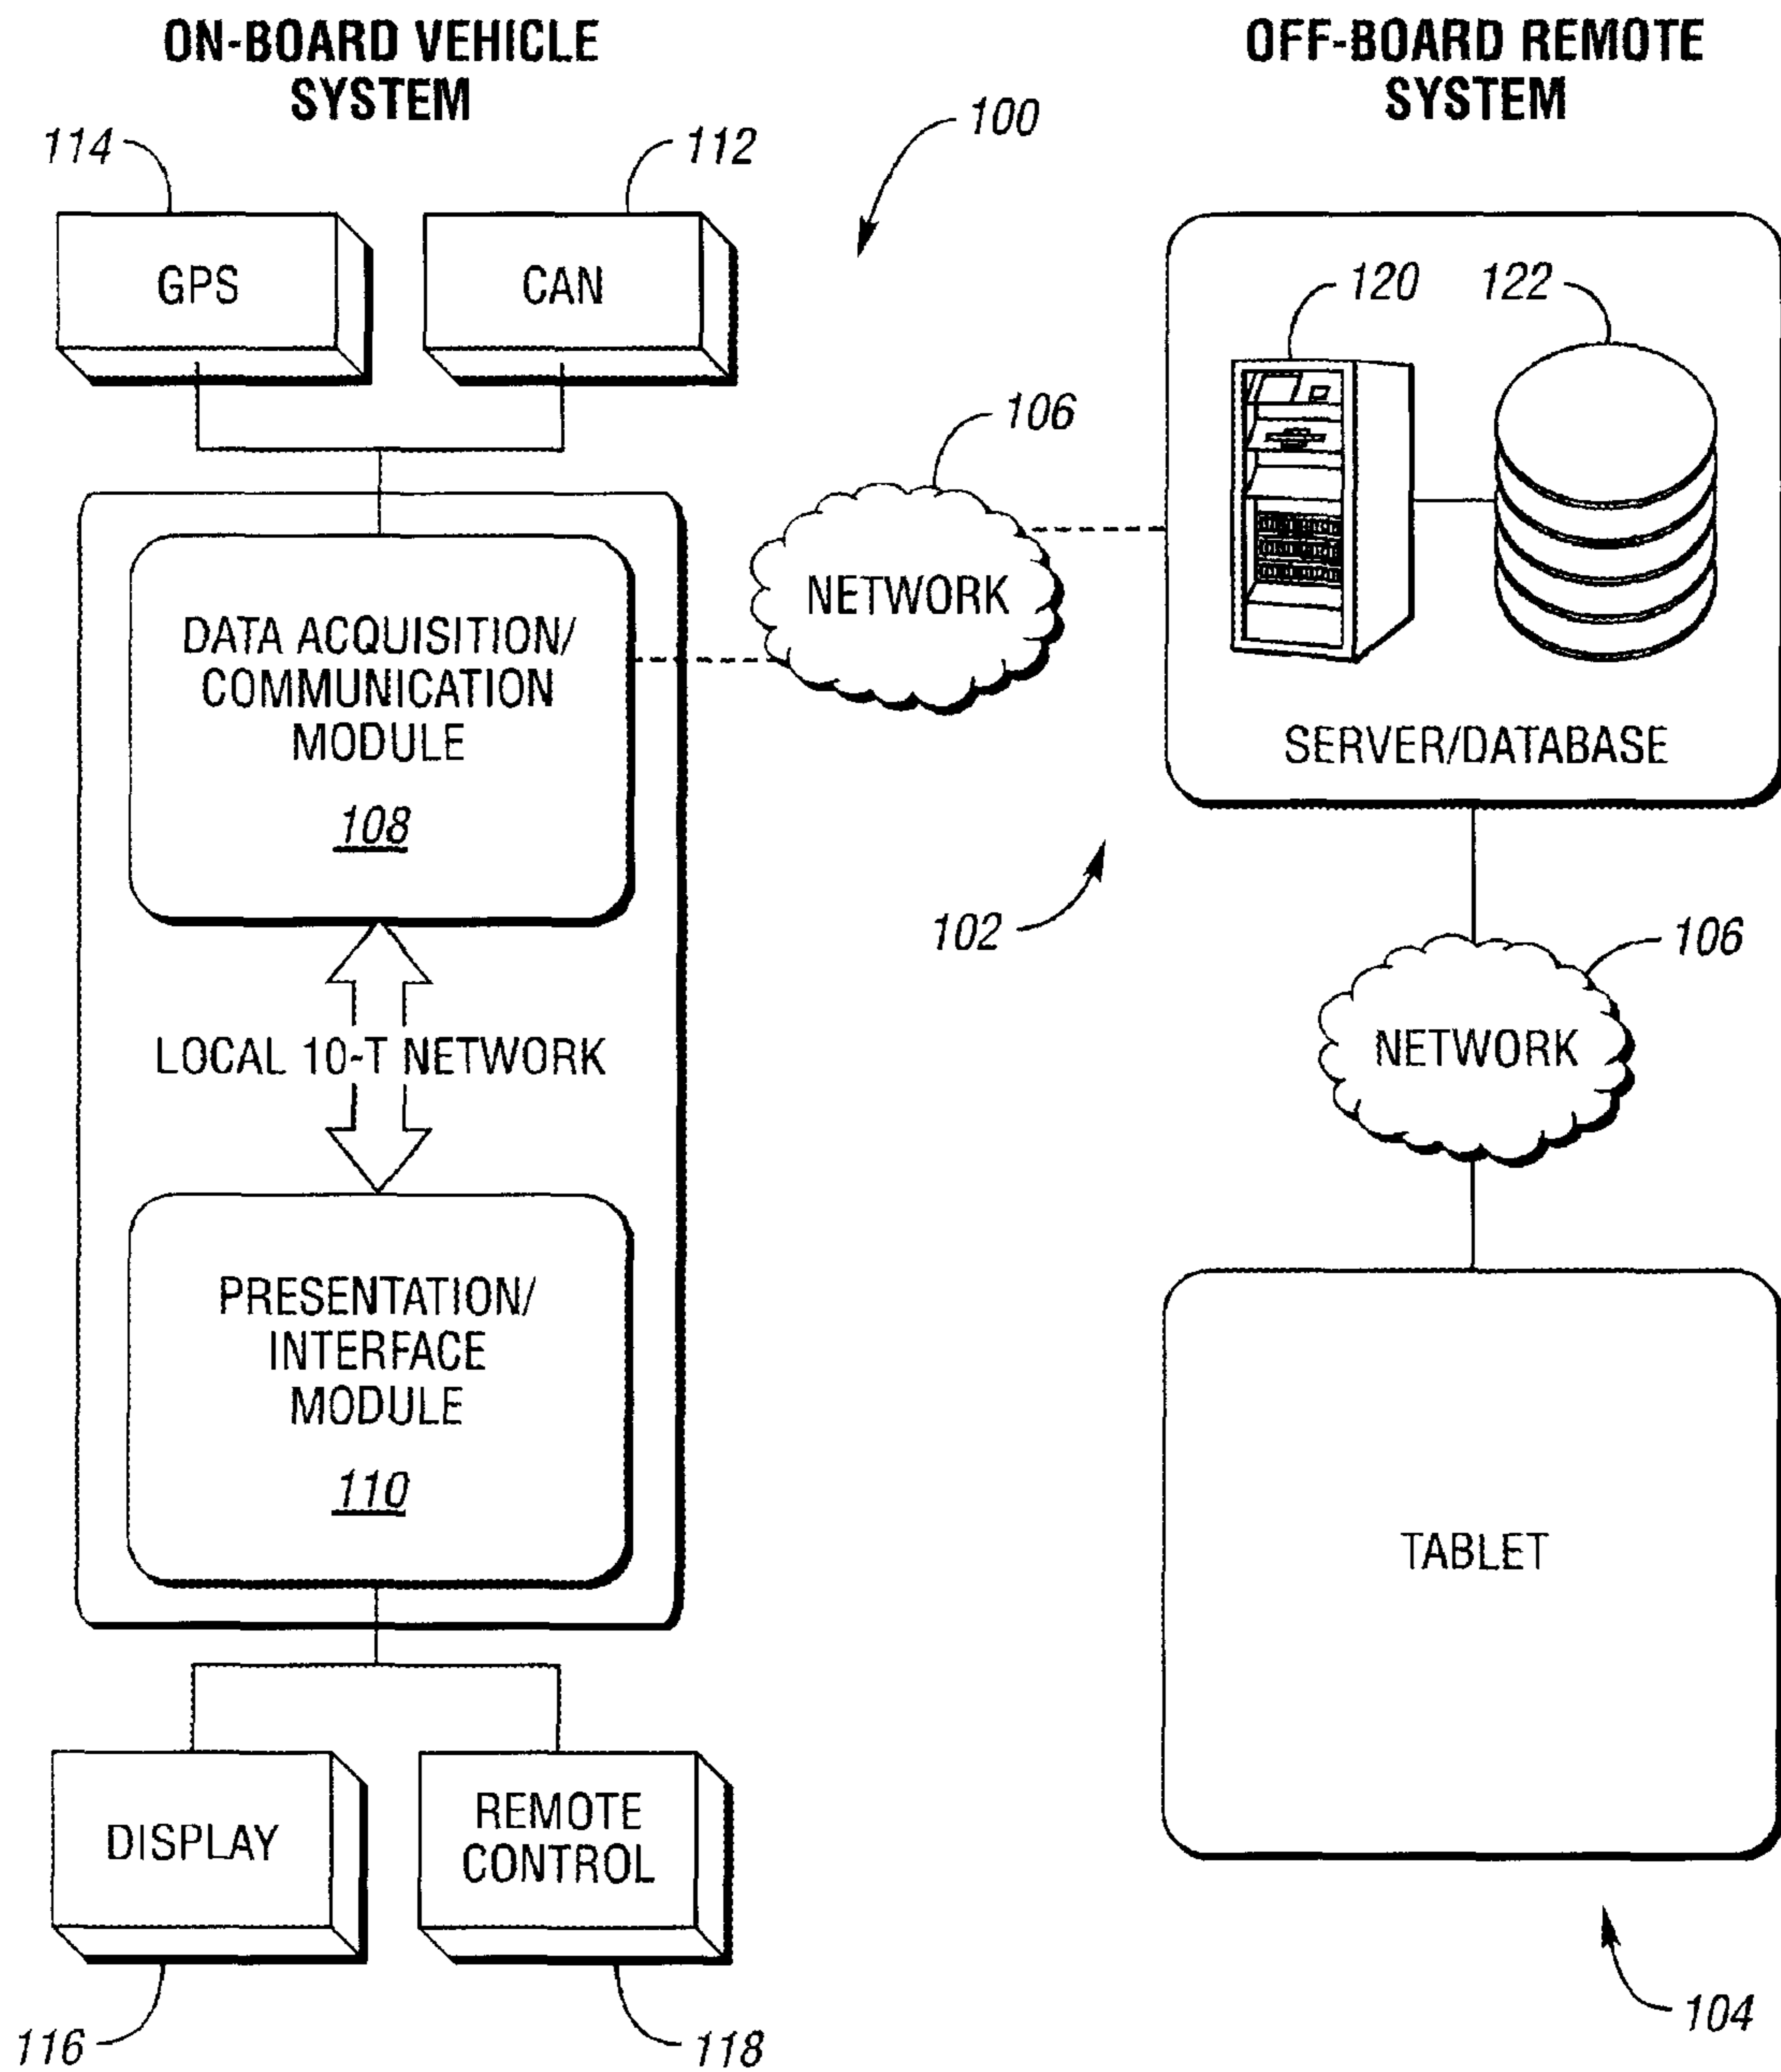 ON-BOARD VEHICLE
SYSTEM
OFF-BOARD REMOTE
SYSTEM
100
114
112
GPS
CAN
120
122
106
NETWORK
DATA ACQUISITION/
COMMUNICATION
MODULE
108
SERVER/DATABASE
102
106
LOCAL 10-T NETWORK
NETWORK
PRESENTATION/
INTERFACE
MODULE
110
TABLET
DISPLAY
REMOTE
CONTROL
104
116
118